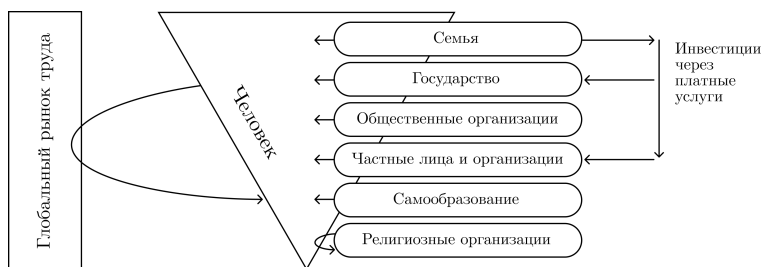 Глобальный рынок труда
Человек
Семья
Государство
Общественные организации
Частные лица и организации
Самообразование
Религиозные организации
Инвестиции
через
платные
услуги